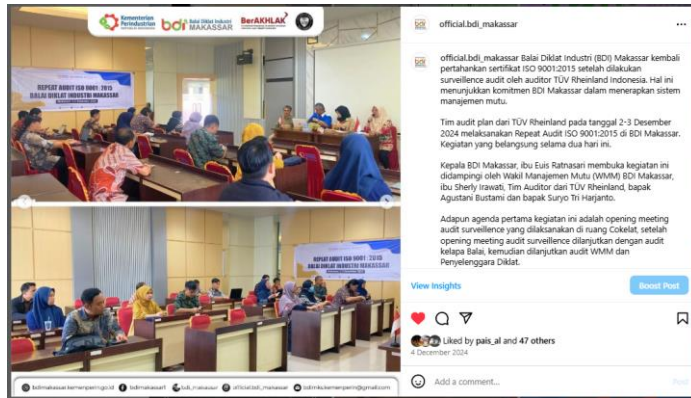 Kementerian
Perindustrian
bdi Balai Diklat Industri
MAKASSAR
BerAKHLAK
REPEAT AUDIT ISO 9001: 2015
BALAI DIKLAT INDUSTRI MAKASSAR
REPEAT AUDIT ISO 9001: 2015
BALAI DIKLAT INDUSTRI MAKASSAR
bdimakassar.kemenperin.go.id
bdimakassar1
bdi_makassar
official.bdi_makassar
bdimks.kemenperin@gmail.com
official.bdi_makassar
official.bdi_makassar Balai Diklat Industri (BDI) Makassar kembali
pertahankan sertifikat ISO 9001:2015 setelah dilakukan
surveillence audit oleh auditor TÜV Rheinland Indonesia. Hal ini
menunjukkan komitmen BDI Makassar dalam menerapkan sistem
manajemen mutu.
Tim audit plan dari TÜV Rheinland pada tanggal 2-3 Desember
2024 melaksanakan Repeat Audit ISO 9001:2015 di BDI Makassar.
Kegiatan yang belangsung selama dua hari ini.
Kepala BDI Makassar, ibu Euis Ratnasari membuka kegiatan ini
didampingi oleh Wakil Manajemen Mutu (WMM) BDI Makassar,
ibu Sherly Irawati, Tim Auditor dari TÜV Rheinland, bapak
Agustani Bustami dan bapak Suryo Tri Harjanto.
Adapun agenda pertama kegiatan ini adalah opening meeting
audit surveillence yang dilaksanakan di ruang Cokelat, setelah
opening meeting audit surveillence dilanjutkan dengan audit
kelapa Balai, kemudian dilanjutkan audit WMM dan
Penyelenggara Diklat.
View Insights
Boost Post
Liked by pais_al and 47 others
4 December 2024
Add a comment...
Post